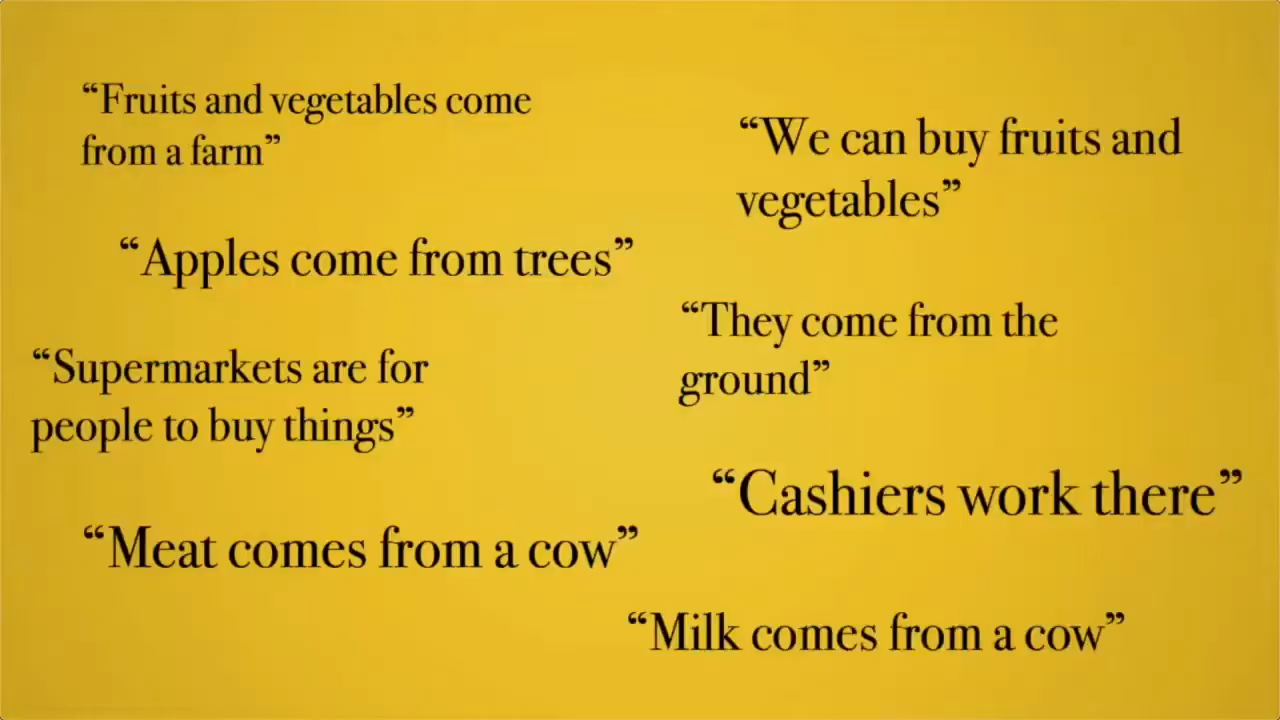 “Fruits and vegetables come
from a farm”
“We can buy fruits and
vegetables”
“Apples come from trees”
“They come from the
ground”
“Supermarkets are for
people to buy things”
“Cashiers work there”
“Meat comes from a cow”
“Milk comes from a cow”